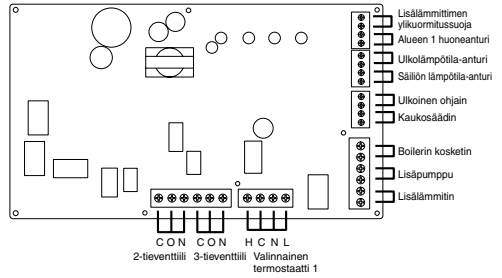 Lisälämmittimen
ylikuormitussuoja
Alueen 1 huoneanturi
Ulkolämpötila-anturi
Säiliön lämpötila-anturi
Ulkoinen ohjain
Kaukosäädin
Boilerin kosketin
Lisäpumppu
Lisälämmitin
C O N C O N H C N L
2-tieventtiili 3-tieventtiili Valinnainen
termostaatti 1